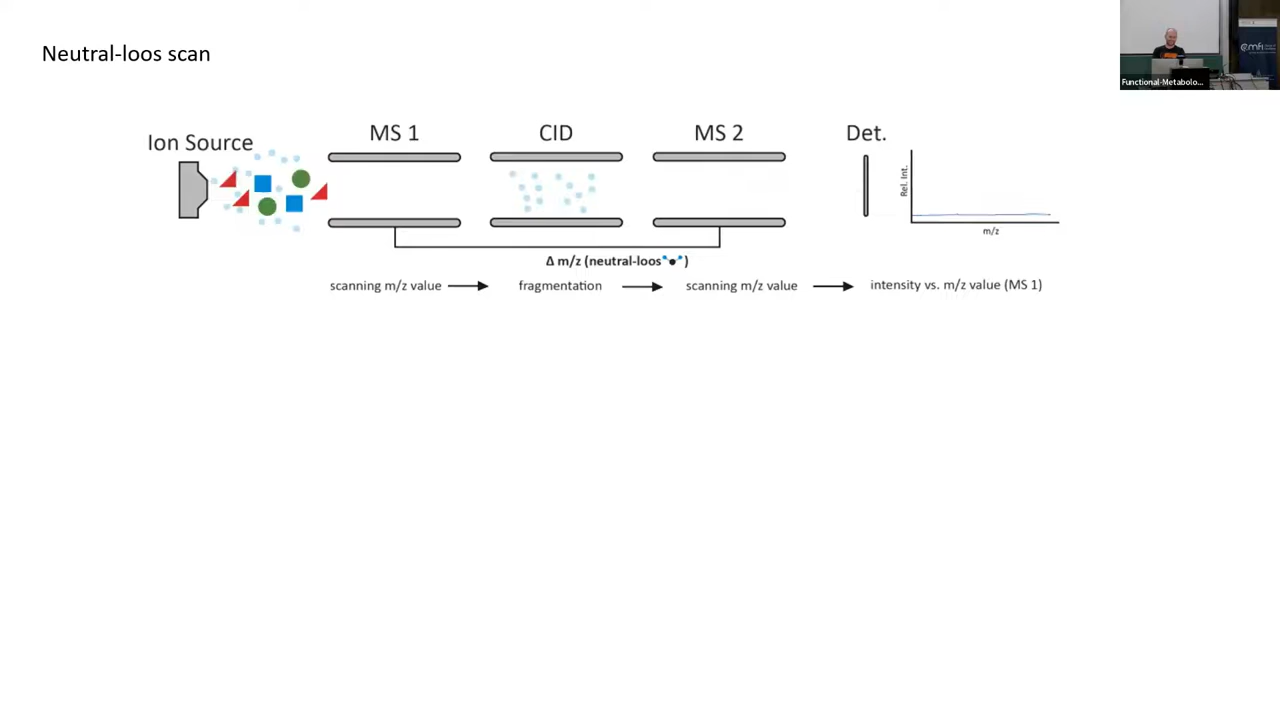 Neutral-loos scan
mfi
Functional-Metabolo...
Ion Source
MS 1
CID
MS 2
Det.
Rel. Int.
m/z
Δ m/z (neutral-loos )
scanning m/z value
fragmentation
scanning m/z value
intensity vs. m/z value (MS 1)